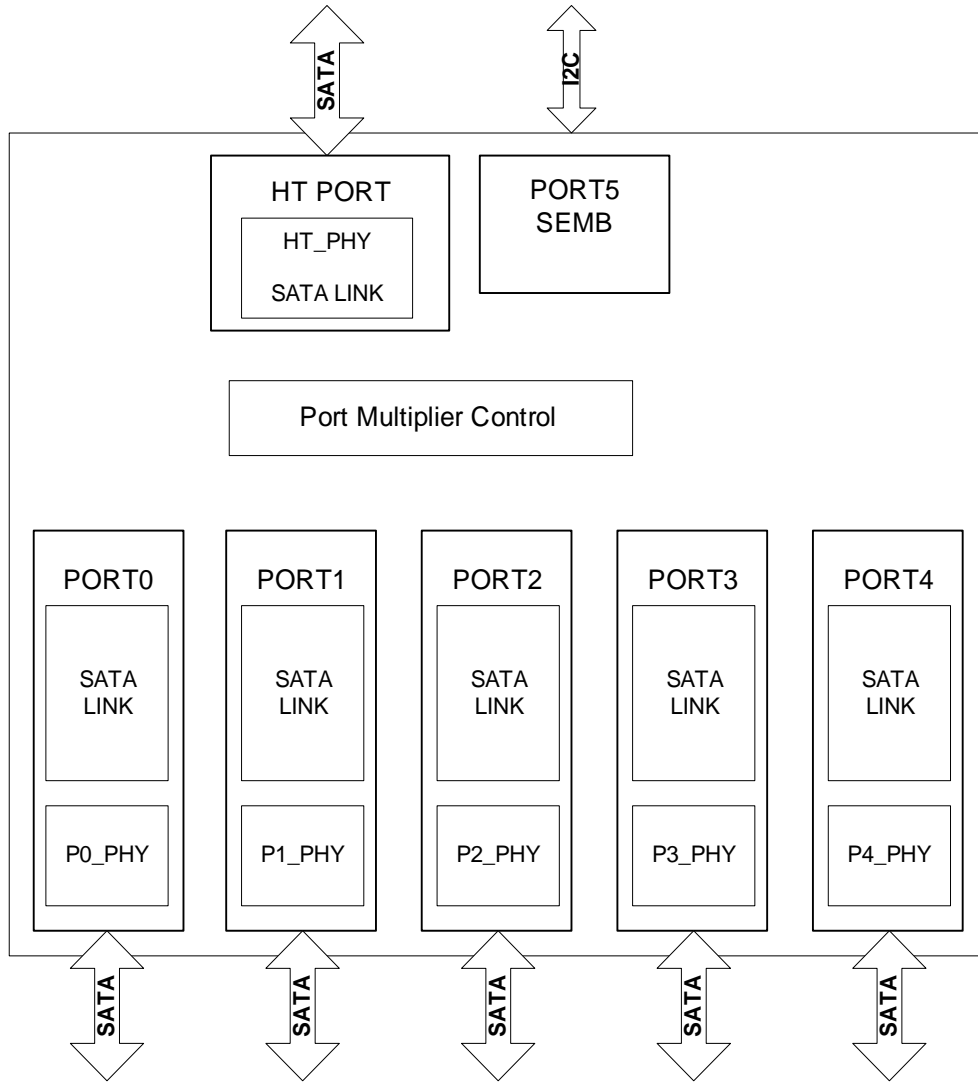 SATA
I2C
HT PORT
HT_PHY
SATA LINK
PORT5
SEMB
Port Multiplier Control
PORT0
SATA
LINK
P0_PHY
PORT1
SATA
LINK
P1_PHY
PORT2
SATA
LINK
P2_PHY
PORT3
SATA
LINK
P3_PHY
PORT4
SATA
LINK
P4_PHY
SATA
SATA
SATA
SATA
SATA